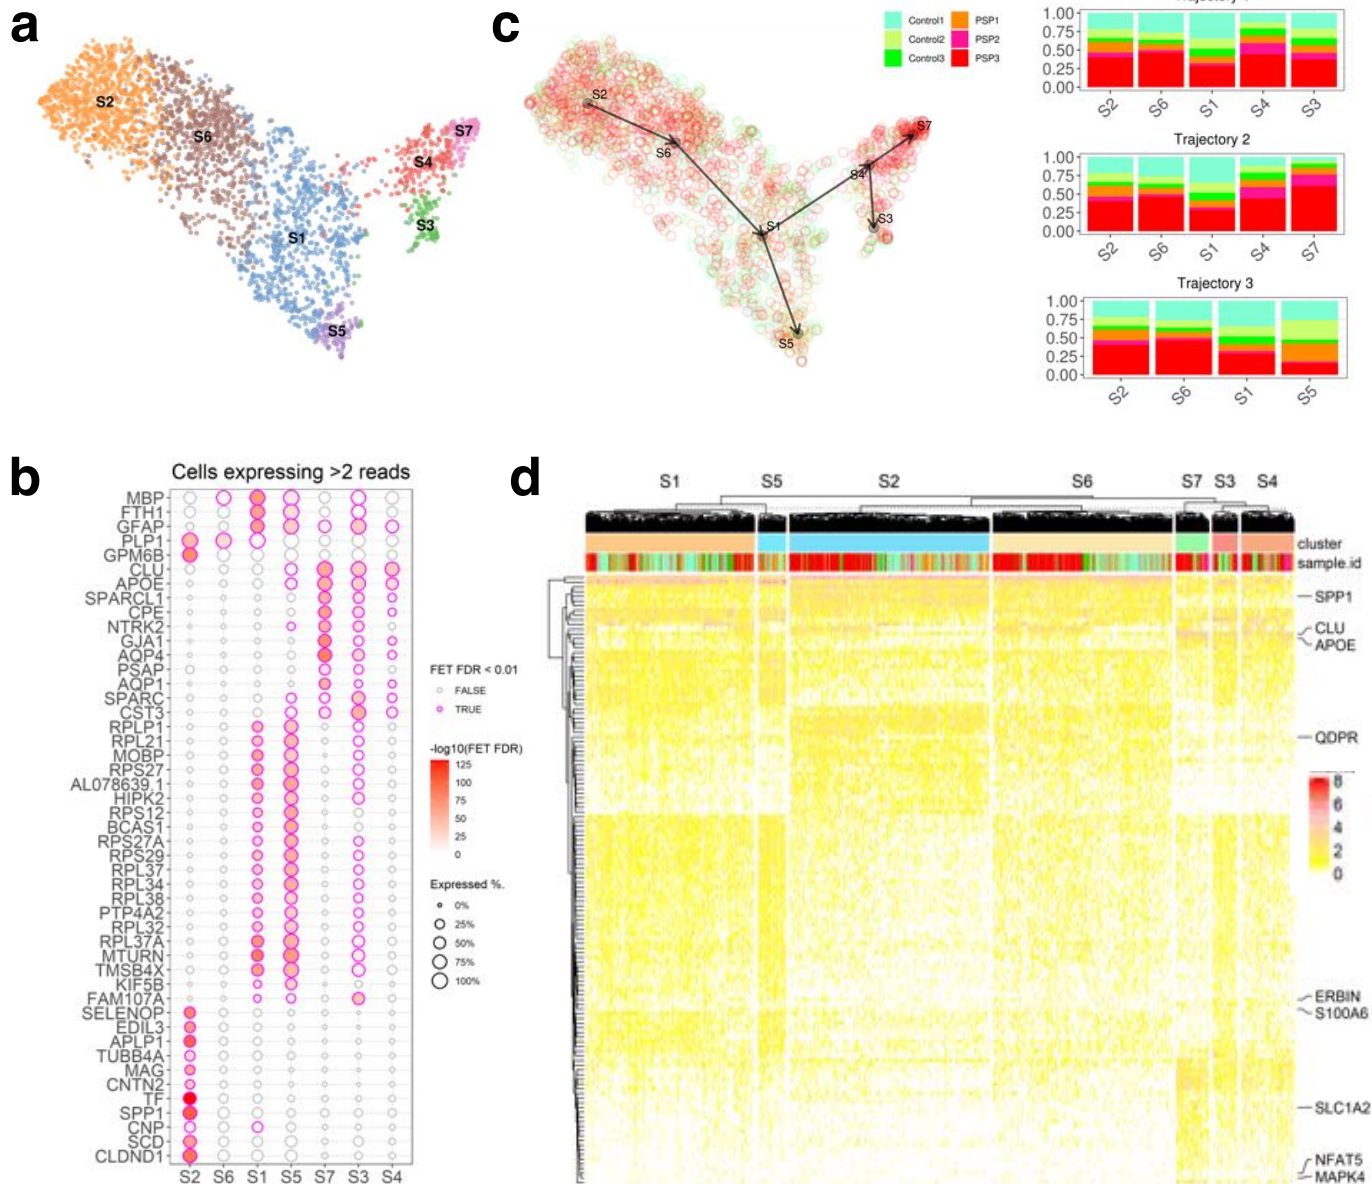 a
S2
S6
S1
S4
S7
S3
S5
c
S2
S6
S1
S4
S7
S3
S5
Control1 PSP1
Control2 PSP2
Control3 PSP3
1.00
0.75
0.50
0.25
0.00
S2 S6 S1 S4 S3
Trajectory 2
1.00
0.75
0.50
0.25
0.00
S2 S6 S1 S4 S7
Trajectory 3
1.00
0.75
0.50
0.25
0.00
S2 S6 S1 S5
b
Cells expressing >2 reads
MBP
FTH1
GFAP
PLP1
GPM6B
CLU
APOE
SPARCL1
CPE
NTRK2
GJA1
AQP4
PSAP
AQP1
SPARC
CST3
RPLP1
RPL21
MOBP
RPS27
AL078639.1
HIPK2
RPS12
BCAS1
RPS27A
RPS29
RPL37
RPL34
RPL38
PTP4A2
RPL32
RPL37A
MTURN
TMSB4X
KIF5B
FAM107A
SELENOP
EDIL3
APLP1
TUBB4A
MAG
CNTN2
TF
SPP1
CNP
SCD
CLDND1
S2 S6 S1 S5 S7 S3 S4
FET FDR < 0.01
FALSE
TRUE
-log10(FET FDR)
125
100
75
50
25
0
Expressed %.
0%
25%
50%
75%
100%
d
S1 S5 S2 S6 S7 S3 S4
cluster
sample.id
SPP1
CLU
APOE
QDPR
8
6
4
2
0
ERBIN
S100A6
SLC1A2
NFAT5
MAPK4